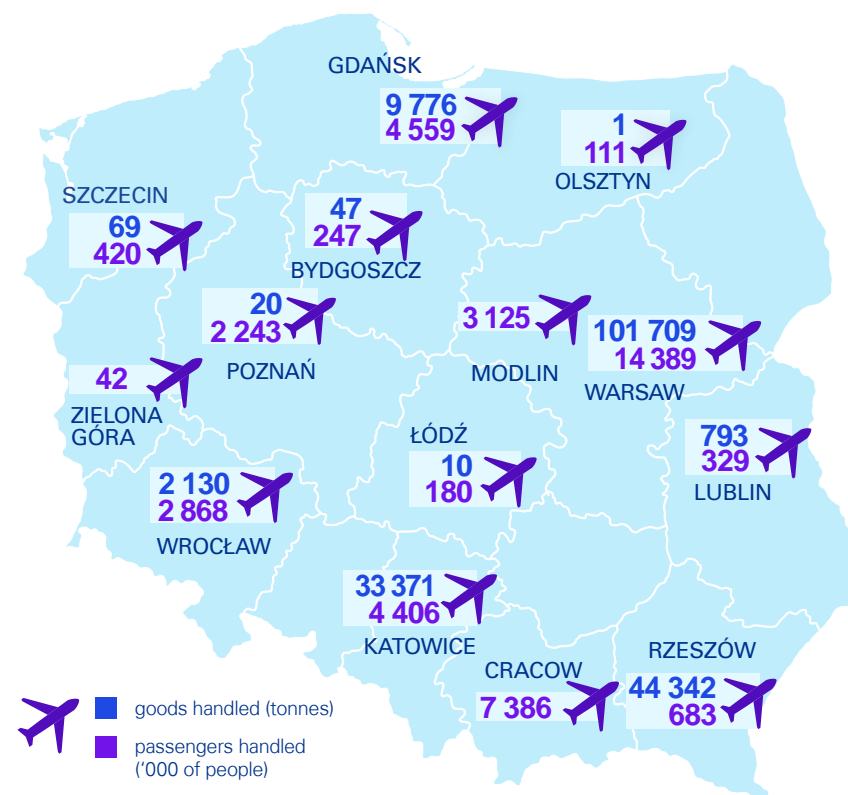 GDAŃSK
9 776
4 559
1
111
OLSZTYN
SZCZECIN
69
420
47
247
BYDGOSZCZ
20
2 243
POZNAŃ
3 125
MODLIN
101 709
14 389
WARSAW
42
ZIELONA
GÓRA
ŁÓDŹ
10
180
793
329
LUBLIN
2 130
2 868
WROCŁAW
33 371
4 406
KATOWICE
CRACOW
7 386
RZESZÓW
44 342
683
goods handled (tonnes)
passengers handled
('000 of people)